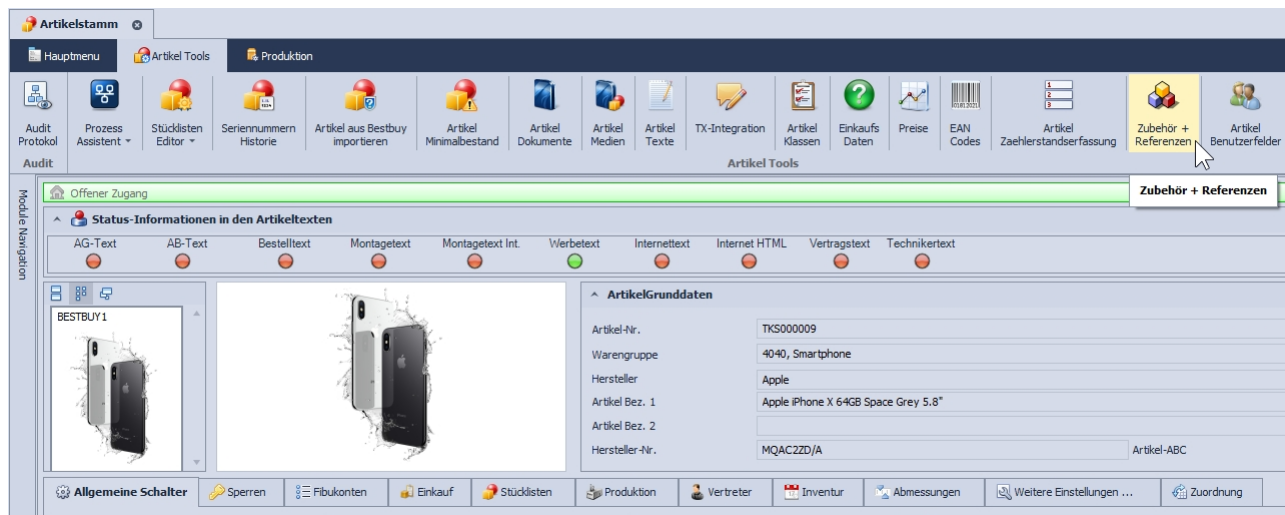 Artikelstamm
Hauptmenu Artikel Tools Produktion
Audit Protokol
Prozess Assistent
Stücklisten Editor
Seriennummern Historie
Artikel aus Bestbuy importieren
Artikel Minimalbestand
Artikel Dokumente
Artikel Medien
Artikel Texte
TX-Integration
Artikel Klassen
Einkaufs Daten
Preise
EAN Codes
Artikel Zaehlerstandserfassung
Zubehör + Referenzen
Artikel Benutzerfelder
Audit Artikel Tools
Zubehör + Referenzen
Module Navigation
Offener Zugang
Status-Informationen in den Artikeltexten
AG-Text AB-Text Bestelltext Montagetext Montagetext Int. Werbetext Internettext Internet HTML Vertragstext Technikertext
BESTBUY1
ArtikelGrunddaten
Artikel-Nr. TKS000009
Warengruppe 4040, Smartphone
Hersteller Apple
Artikel Bez. 1 Apple iPhone X 64GB Space Grey 5.8"
Artikel Bez. 2
Hersteller-Nr. MQAC2ZD/A Artikel-ABC
Allgemeine Schalter Sperren Fibukonten Einkauf Stücklisten Produktion Vertreter Inventur Abmessungen Weitere Einstellungen ... Zuordnung